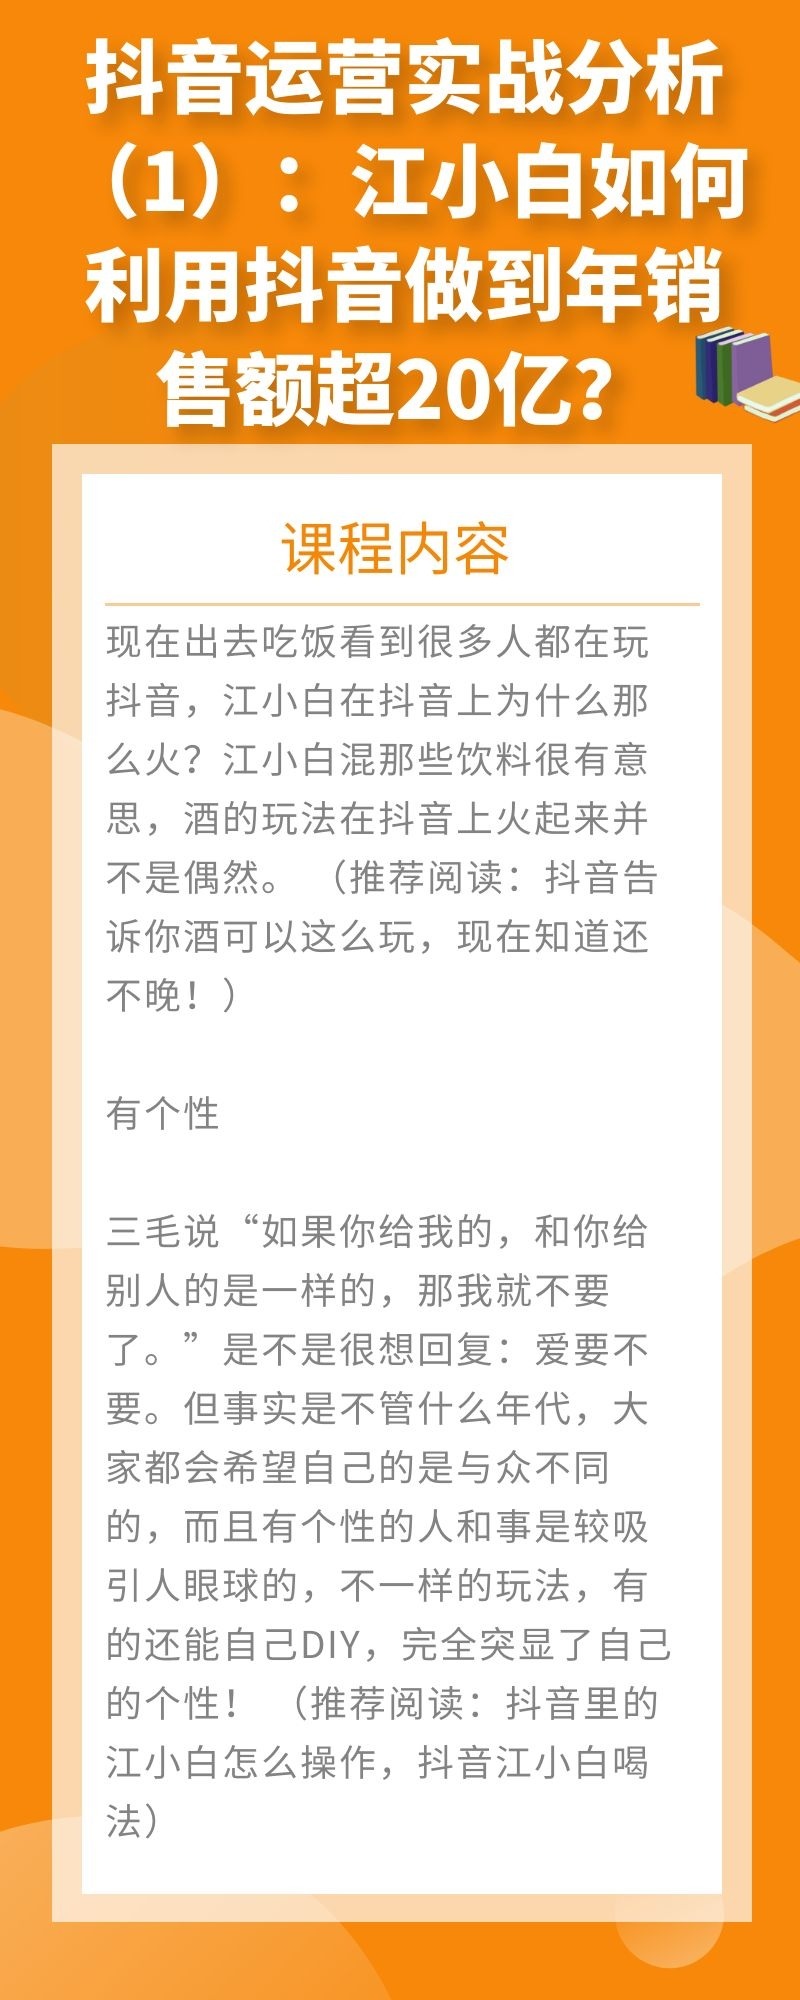 抖音运营实战分析
（1）：江小白如何
利用抖音做到年销
售额超20亿？
课程内容
现在出去吃饭看到很多人都在玩
抖音，江小白在抖音上为什么那
么火？江小白混那些饮料很有意
思，酒的玩法在抖音上火起来并
不是偶然。（推荐阅读：抖音告
诉你酒可以这么玩，现在知道还
不晚！）
有个性
三毛说“如果你给我的，和你给
别人的是一样的，那我就不要
了。”是不是很想回复：爱要不
要。但事实是不管什么年代，大
家都会希望自己的是与众不同
的，而且有个性的人和事是较吸
引人眼球的，不一样的玩法，有
的还能自己DIY，完全突显了自己
的个性！（推荐阅读：抖音里的
江小白怎么操作，抖音江小白喝
法）